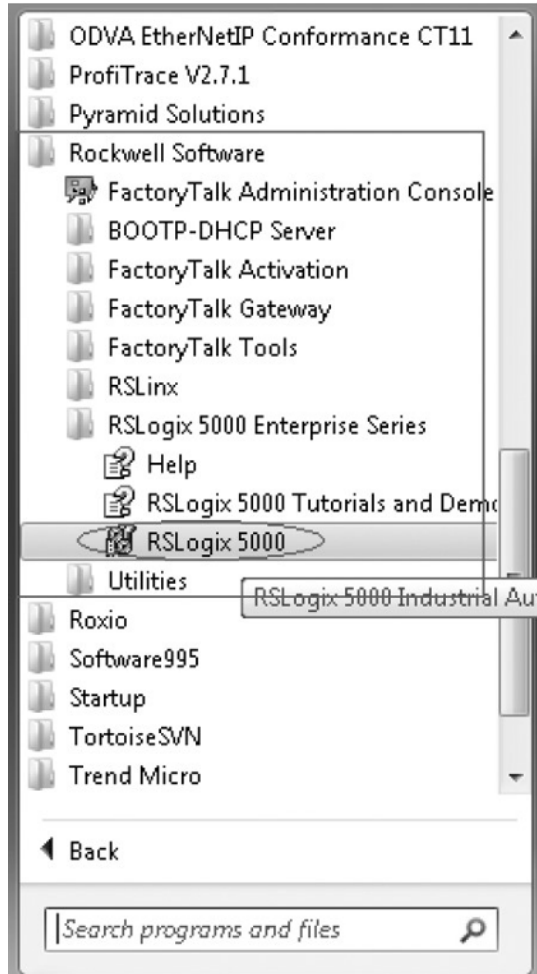 ODVA EtherNetIP Conformance CT11
ProfiTrace V2.7.1
Pyramid Solutions
Rockwell Software
FactoryTalk Administration Console
BOOTP-DHCP Server
FactoryTalk Activation
FactoryTalk Gateway
FactoryTalk Tools
RSLinx
RSLogix 5000 Enterprise Series
Help
RSLogix 5000 Tutorials and Demo
RSLogix 5000
Utilities
RSLogix 5000 Industrial Au
Roxio
Software995
Startup
TortoiseSVN
Trend Micro
Back
Search programs and files